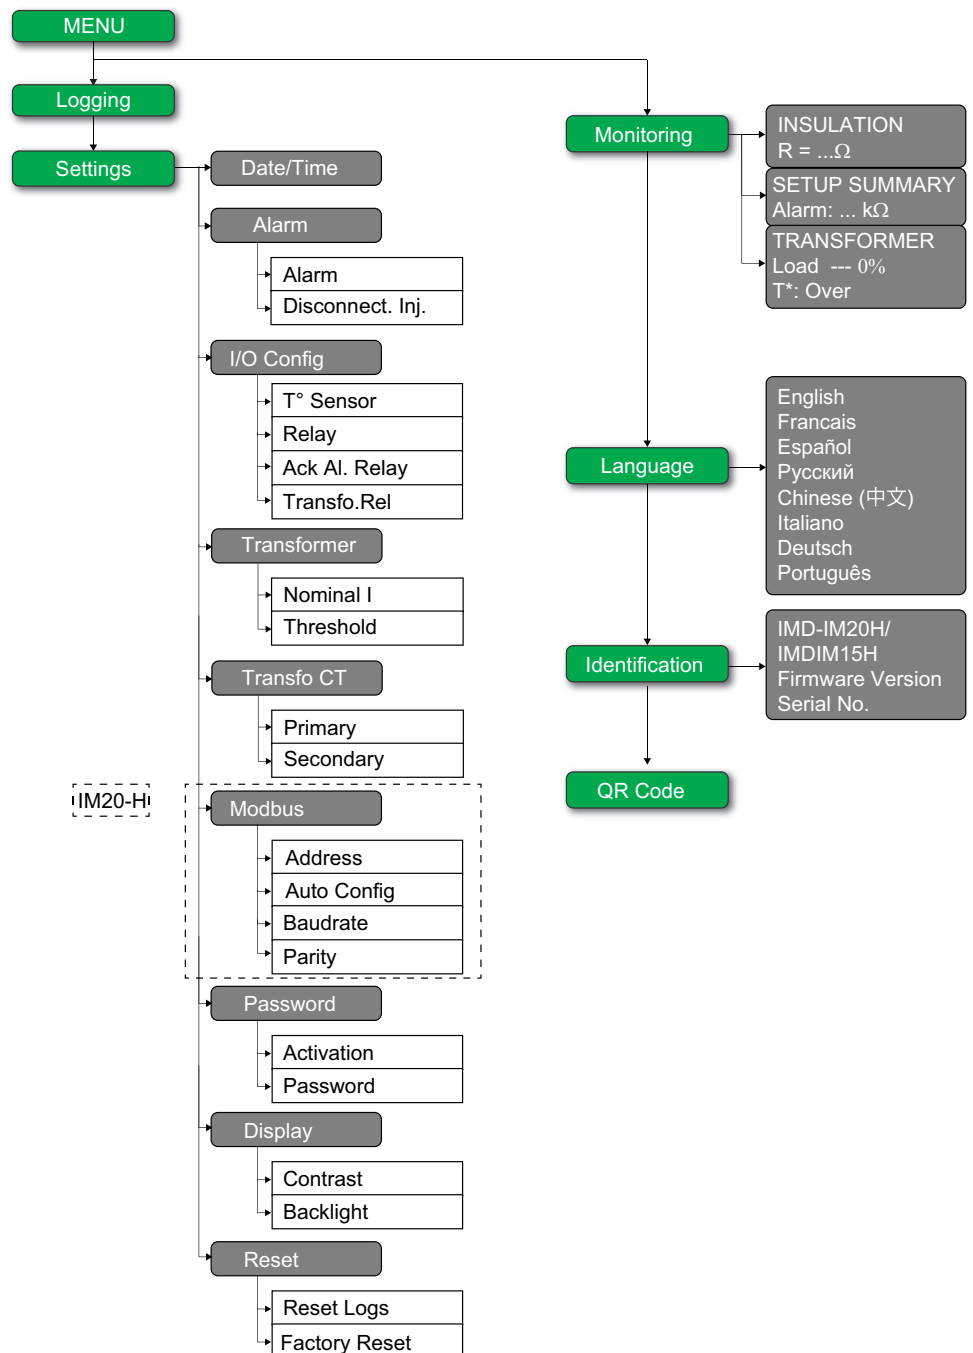 MENU
Logging
Settings
Date/Time
Alarm
Alarm
Disconnect. Inj.
I/O Config
T° Sensor
Relay
Ack Al. Relay
Transfo.Rel
Transformer
Nominal I
Threshold
Transfo CT
Primary
Secondary
IM20-H
Modbus
Address
Auto Config
Baudrate
Parity
Password
Activation
Password
Display
Contrast
Backlight
Reset
Reset Logs
Factory Reset
Monitoring
INSULATION
R = ...Ω
SETUP SUMMARY
Alarm: ... kΩ
TRANSFORMER
Load --- 0%
T*: Over
Language
English
Francais
Español
Русский
Chinese (中文)
Italiano
Deutsch
Português
Identification
IMD-IM20H/
IMDIM15H
Firmware Version
Serial No.
QR Code